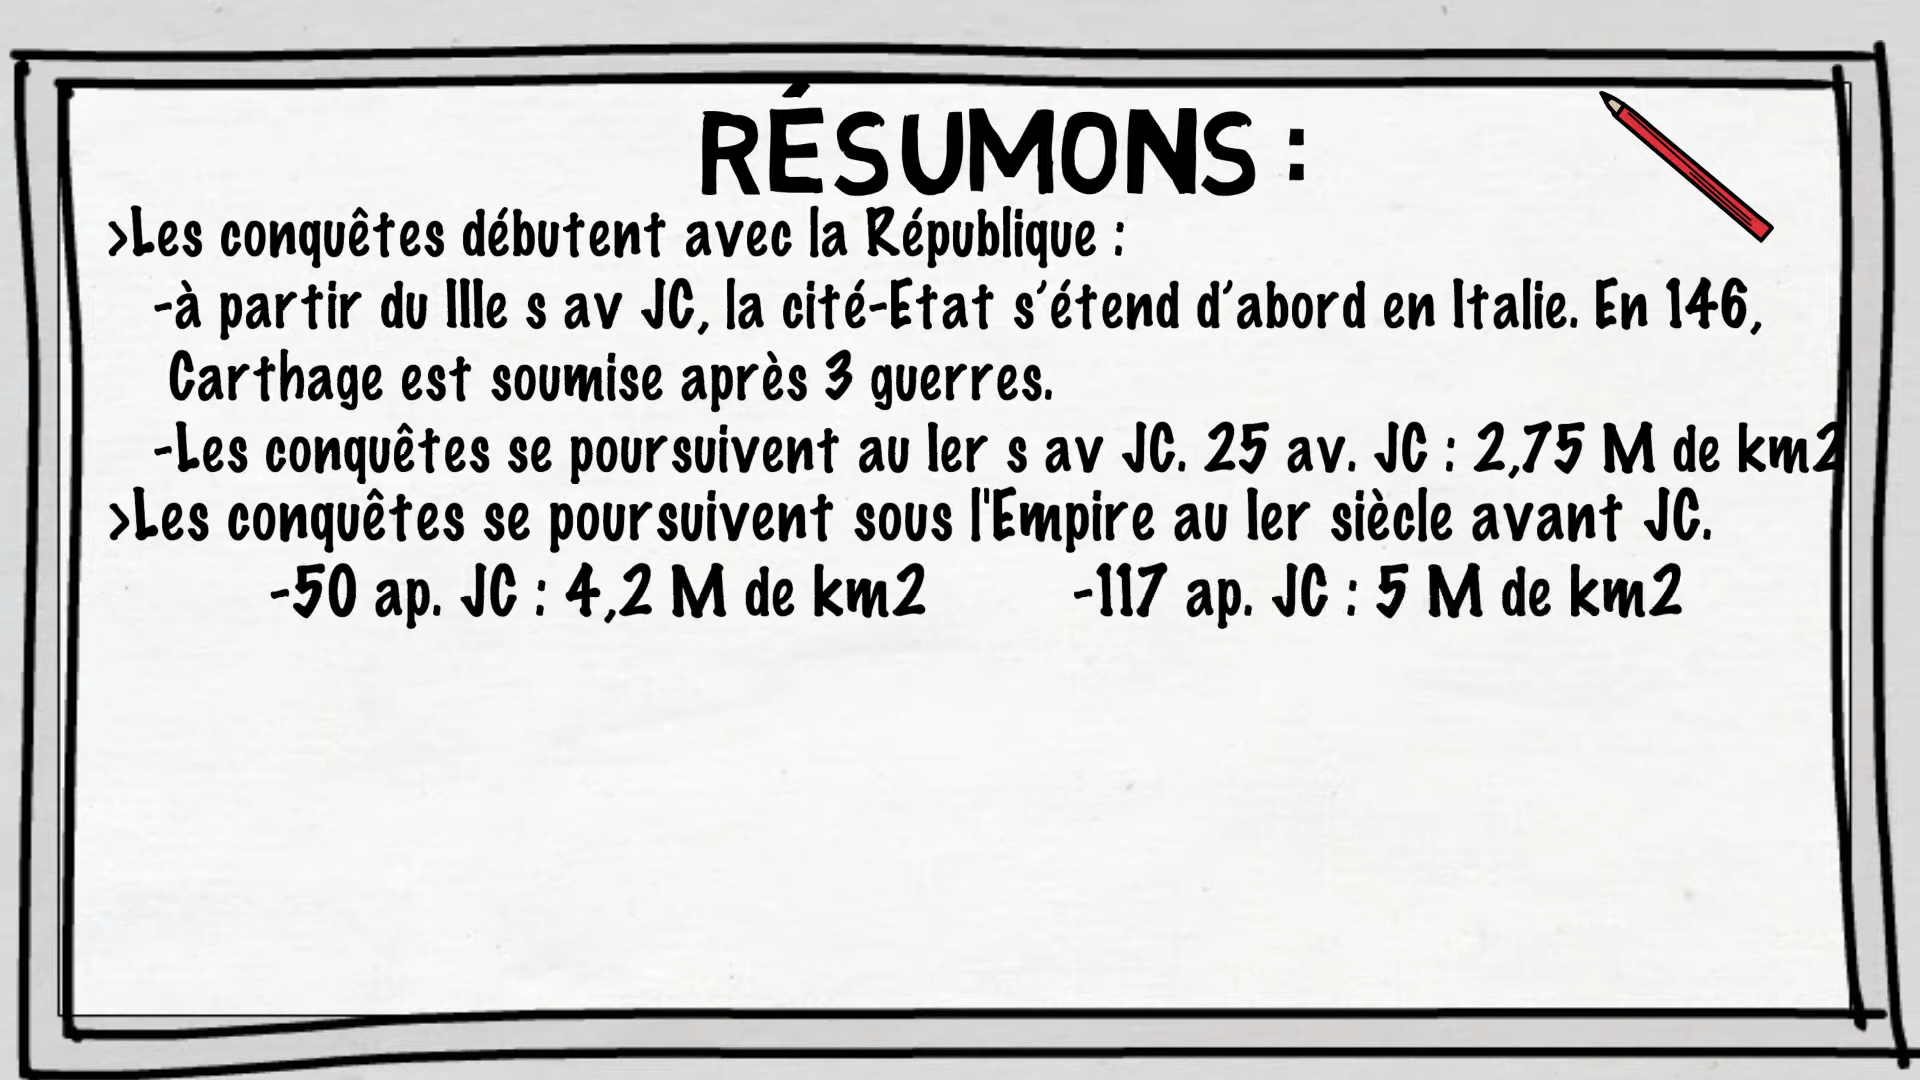 RÉSUMONS :
>Les conquêtes débutent avec la République :
-à partir du IIIe s av JC, la cité-Etat s’étend d’abord en Italie. En 146,
Carthage est soumise après 3 guerres.
-Les conquêtes se poursuivent au Ier s av JC. 25 av. JC : 2,75 M de km2
>Les conquêtes se poursuivent sous l'Empire au Ier siècle avant JC.
-50 ap. JC : 4,2 M de km2 -117 ap. JC : 5 M de km2